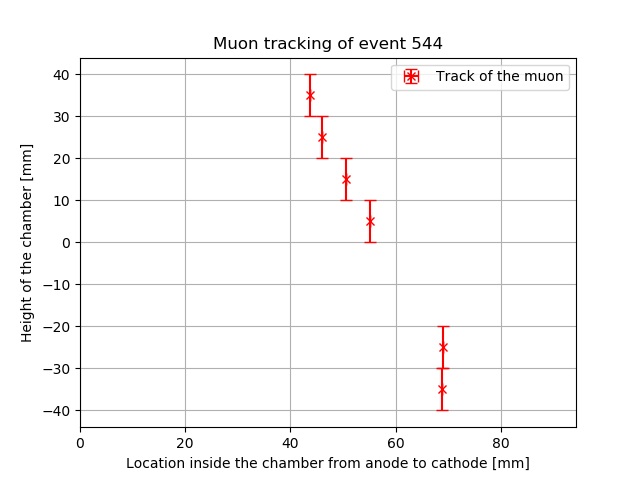 Muon tracking of event 544
Track of the muon
Height of the chamber [mm]
40
30
20
10
0
−10
−20
−30
−40
0 20 40 60 80
Location inside the chamber from anode to cathode [mm]